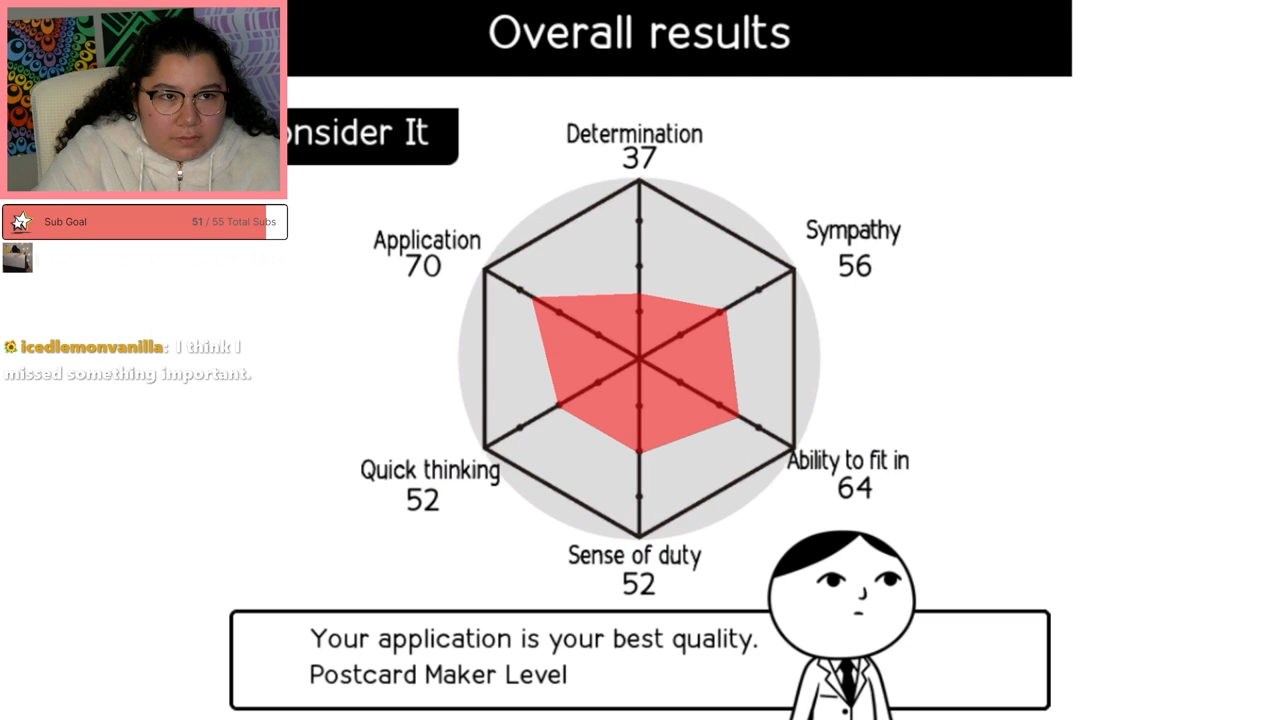 Overall results
onsider It
Determination
37
Sympathy
56
Application
70
Sub Goal
51 / 55 Total Subs
icedlemonvanilla: I think I
missed something important.
Ability to fit in
64
Quick thinking
52
Sense of duty
52
Your application is your best quality.
Postcard Maker Level